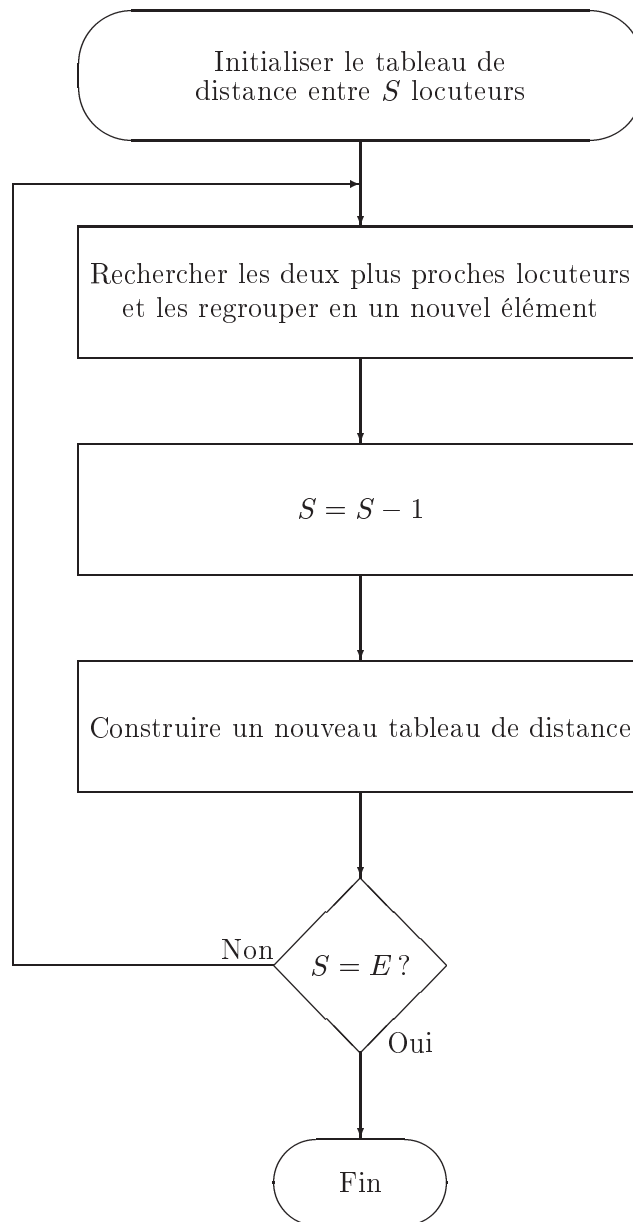 Initialiser le tableau de
distance entre S locuteurs
Rechercher les deux plus proches locuteurs
et les regrouper en un nouvel élément
S = S − 1
Construire un nouveau tableau de distance
Non
S = E ?
Oui
Fin